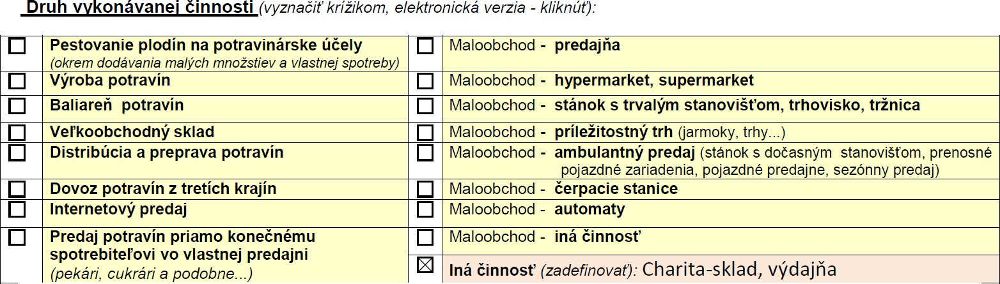 Druh vykonávanej činnosti (vyznačiť krížikom, elektronická verzia - kliknúť):
Pestovanie plodín na potravinárske účely
(okrem dodávania malých množstiev a vlastnej spotreby)
Maloobchod - predajňa
Výroba potravín
Maloobchod - hypermarket, supermarket
Baliareň potravín
Maloobchod - stánok s trvalým stanovišťom, trhovisko, tržnica
Veľkoobchodný sklad
Maloobchod - príležitostný trh (jarmoky, trhy...)
Distribúcia a preprava potravín
Maloobchod - ambulantný predaj (stánok s dočasným stanovišťom, prenosné
pojazdné zariadenia, pojazdné predajne, sezónny predaj)
Dovoz potravín z tretích krajín
Maloobchod - čerpacie stanice
Internetový predaj
Maloobchod - automaty
Predaj potravín priamo konečnému
spotrebiteľovi vo vlastnej predajni
(pekári, cukrári a podobne...)
Maloobchod - iná činnosť
Iná činnosť (zadefinovať): Charita-sklad, výdajňa